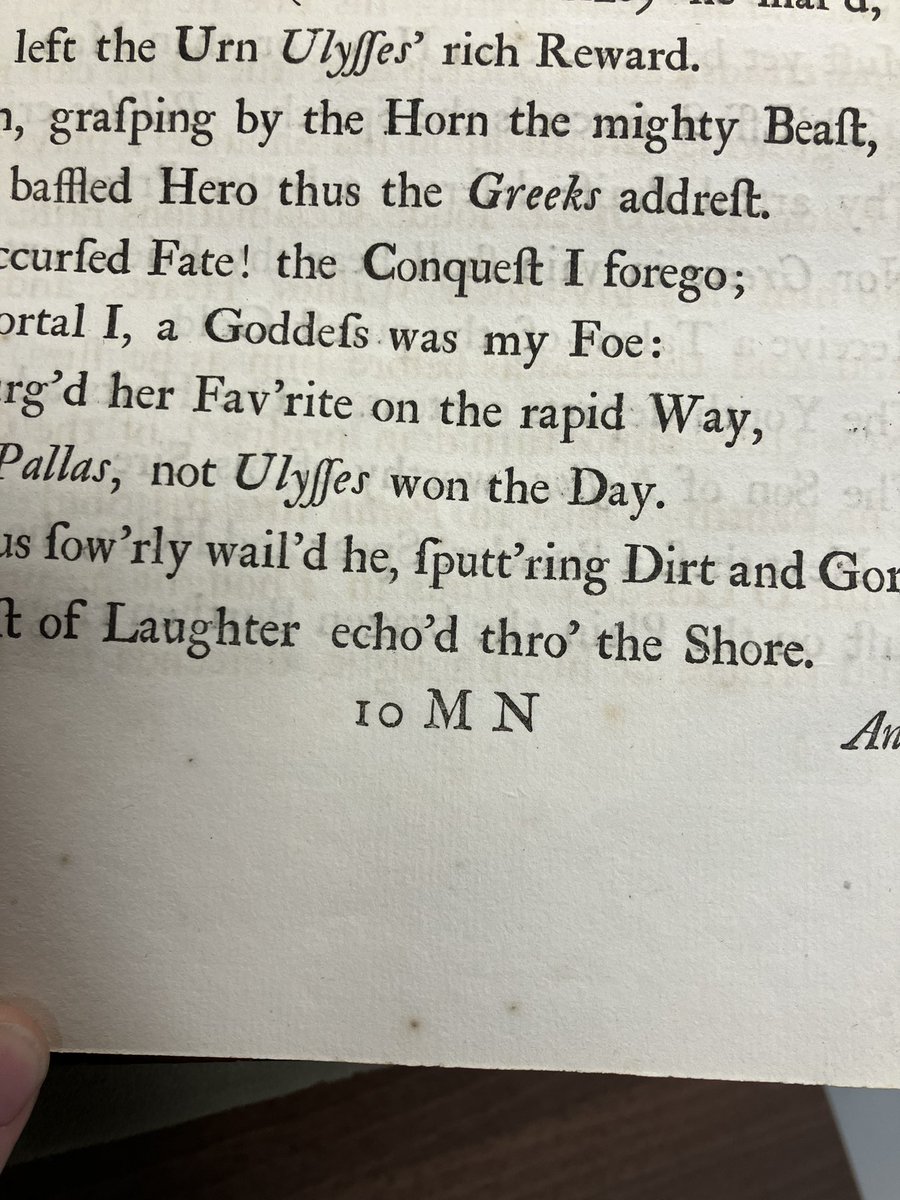 left the Urn Ulyſſes’ rich Reward.
graſping by the Horn the mighty Beaſt,
baffled Hero thus the Greeks addreſt.
ccurſed Fate! the Conqueſt I forego;
ortal I, a Goddeſs was my Foe:
rg’d her Fav’rite on the rapid Way,
Pallas, not Ulyſſes won the Day.
us ſow’rly wail’d he, ſputt’ring Dirt and Gor
ſt of Laughter echo’d thro’ the Shore.
10 M N
An